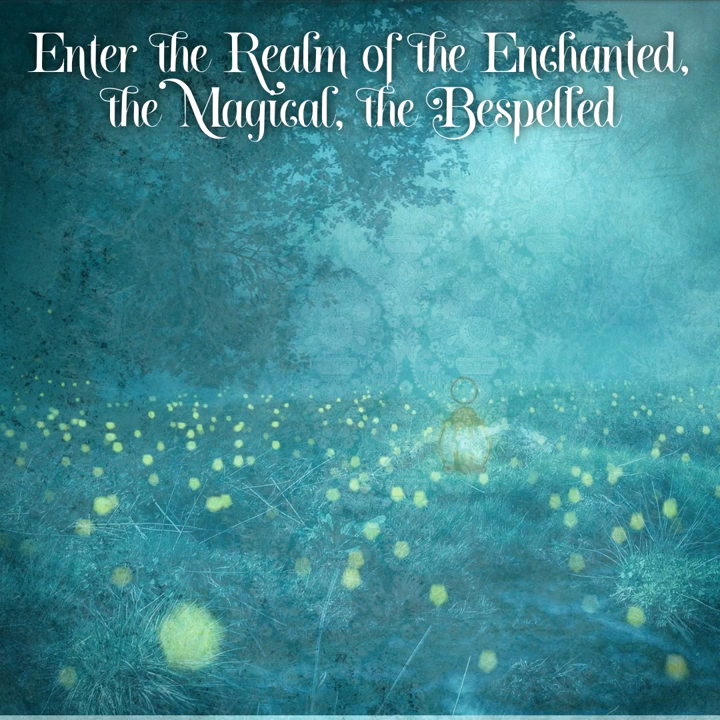 Enter the Realm of the Enchanted,
the Magical, the Bespelled